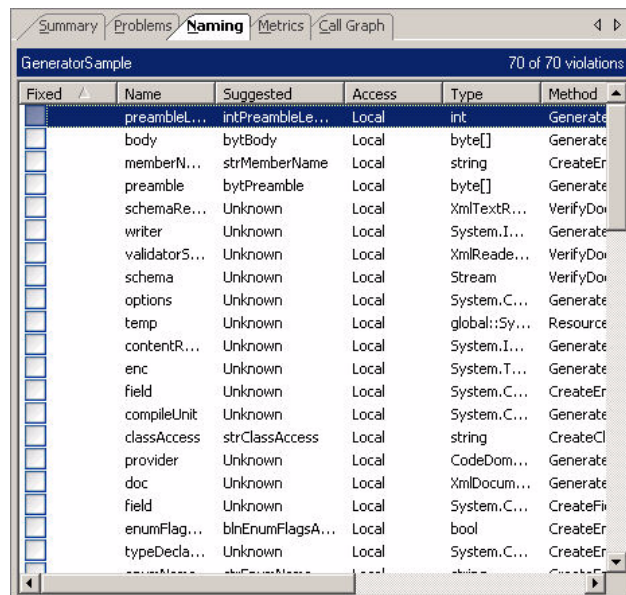 Summary Problems Naming Metrics Call Graph
GeneratorSample 70 of 70 violations
Fixed Name Suggested Access Type Method
preambleL... intPreambleLe... Local int Generate
body bytBody Local byte[] Generate
memberN... strMemberName Local string CreateEr
preamble bytPreamble Local byte[] Generate
schemaRe... Unknown Local XmlTextR... VerifyDo
writer Unknown Local System.I... Generate
validatorS... Unknown Local XmlReade... VerifyDo
schema Unknown Local Stream VerifyDo
options Unknown Local System.C... Generate
temp Unknown Local global::Sy... Resource
contentR... Unknown Local System.I... Generate
enc Unknown Local System.T... Generate
field Unknown Local System.C... CreateEr
compileUnit Unknown Local System.C... Generate
classAccess strClassAccess Local string CreateCl
provider Unknown Local CodeDom... Generate
doc Unknown Local XmlDocum... Generate
field Unknown Local System.C... CreateFi
enumFlag... blnEnumFlagsA... Local bool CreateEr
typeDecla... Unknown Local System.C... CreateEr